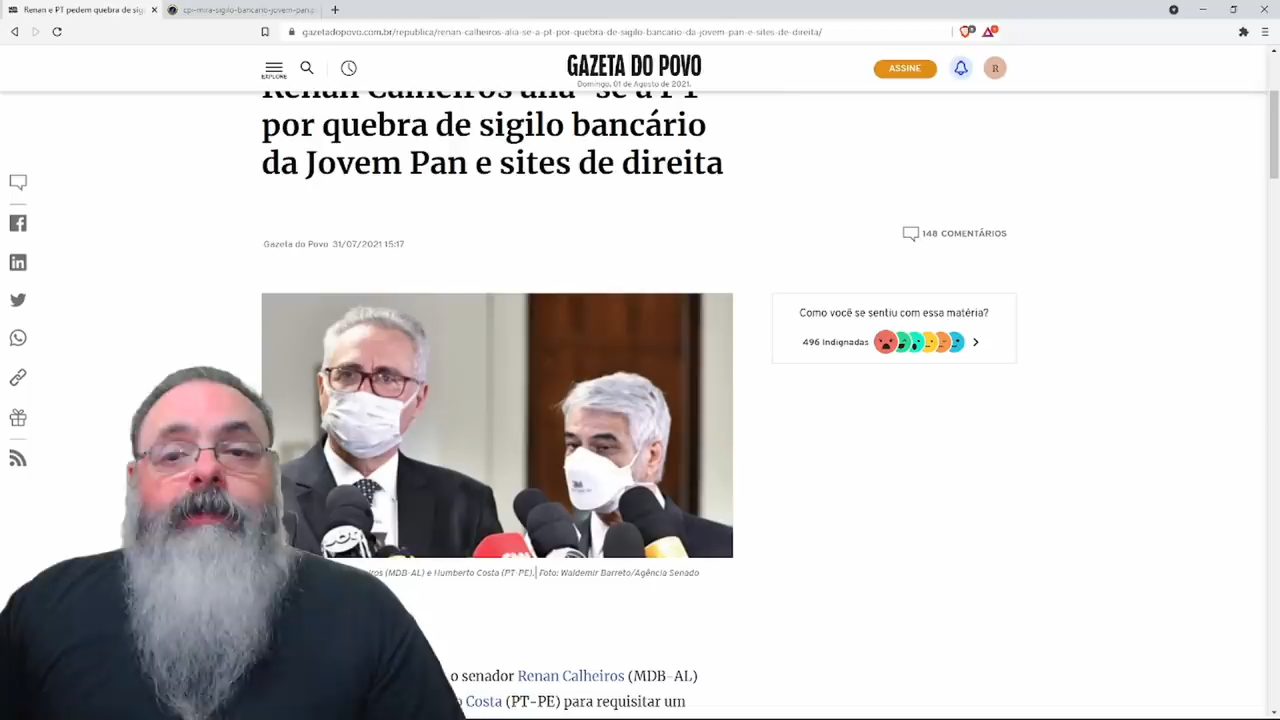 Renan e PT pedem quebra de sig
cpi-mira-sigilo-bancario-jovem-pan
gazetadopovo.com.br/republica/renan-calheiros-alia-se-a-pt-por-quebra-de-sigilo-bancario-da-jovem-pan-e-sites-de-direita/
EXPLORE
GAZETA DO POVO
Domingo, 01 de Agosto de 2021.
ASSINE
R
Renan Calheiros alia-se a PT
por quebra de sigilo bancário
da Jovem Pan e sites de direita
Gazeta do Povo 31/07/2021 15:17
148 COMENTÁRIOS
Como você se sentiu com essa matéria?
496 Indignadas
(MDB-AL) e Humberto Costa (PT-PE).| Foto: Waldemir Barreto/Agência Senado
o senador Renan Calheiros (MDB-AL)
Costa (PT-PE) para requisitar um